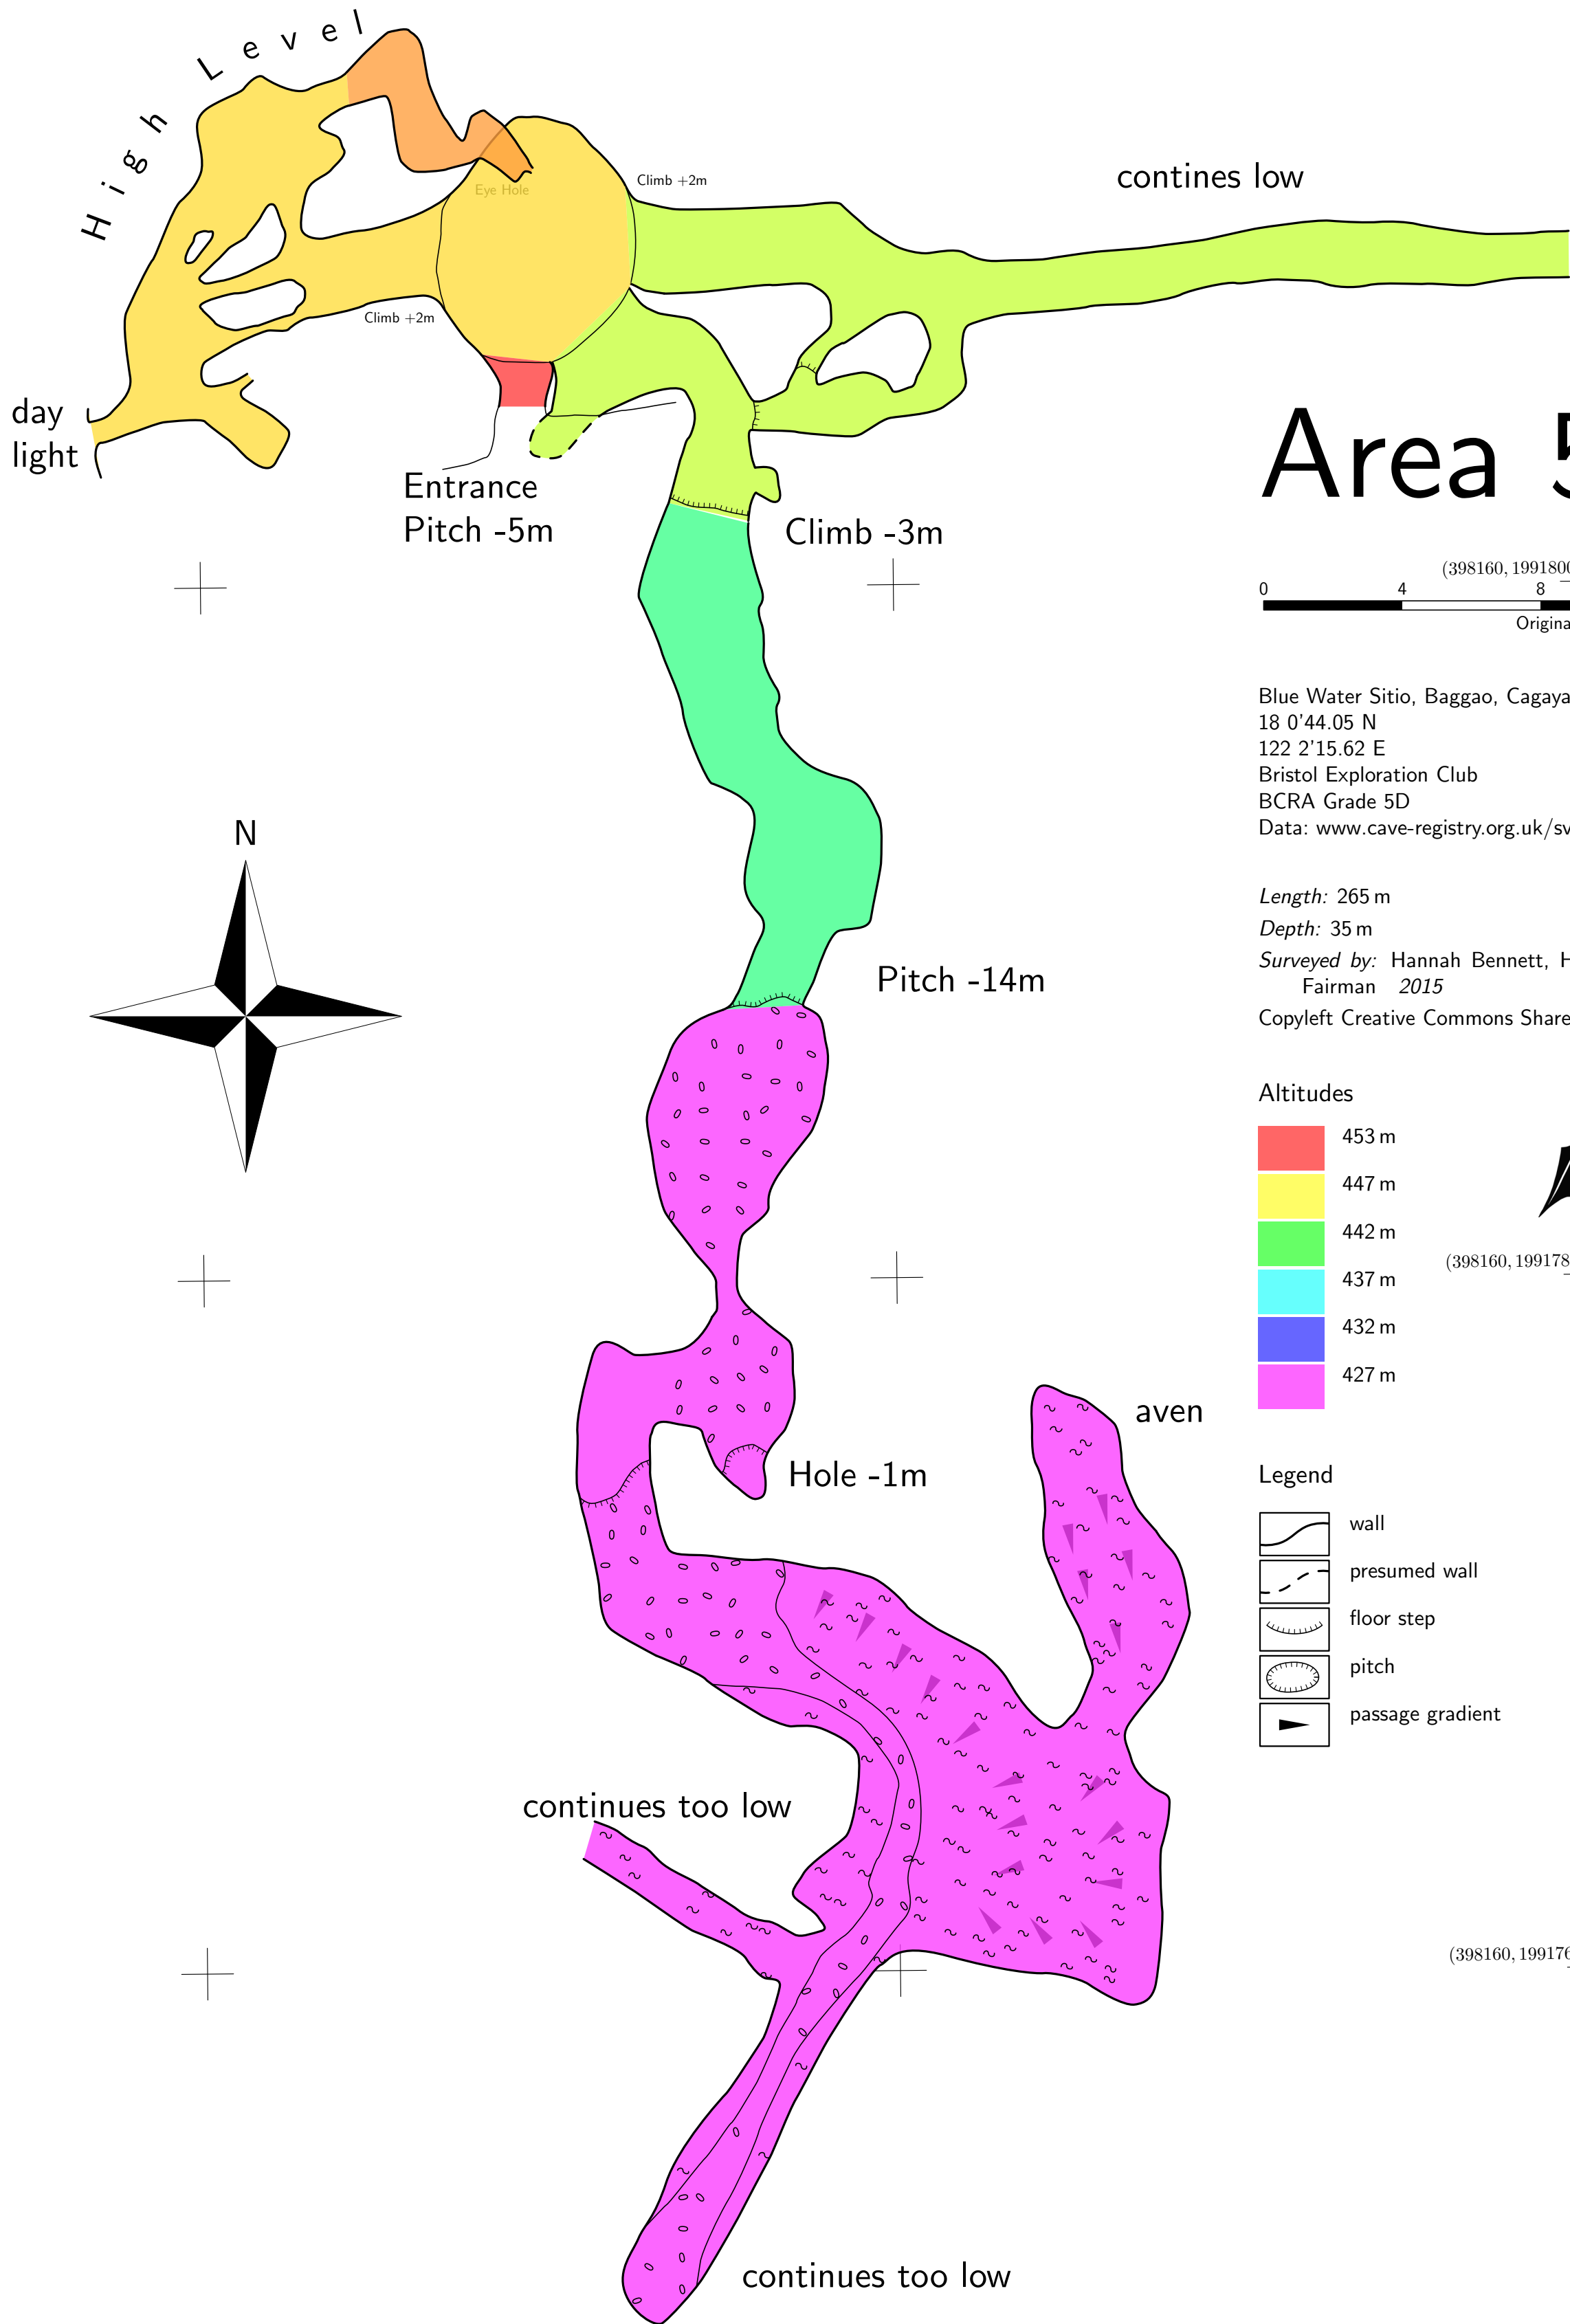 High Level
Climb +2m
contines low
Eye Hole
Climb +2m
day
light
Entrance
Pitch -5m
Climb -3m
Area 5
(398160, 1991800
0 4 8
Origina
Blue Water Sitio, Baggao, Cagaya
18 0'44.05 N
122 2'15.62 E
Bristol Exploration Club
BCRA Grade 5D
Data: www.cave-registry.org.uk/sv
N
Length: 265 m
Depth: 35 m
Surveyed by: Hannah Bennett, H
Fairman 2015
Copyleft Creative Commons Share
Pitch -14m
Altitudes
453 m
447 m
442 m
437 m
432 m
427 m
(398160, 199178
aven
Hole -1m
Legend
wall
presumed wall
floor step
pitch
passage gradient
continues too low
(398160, 199176
continues too low